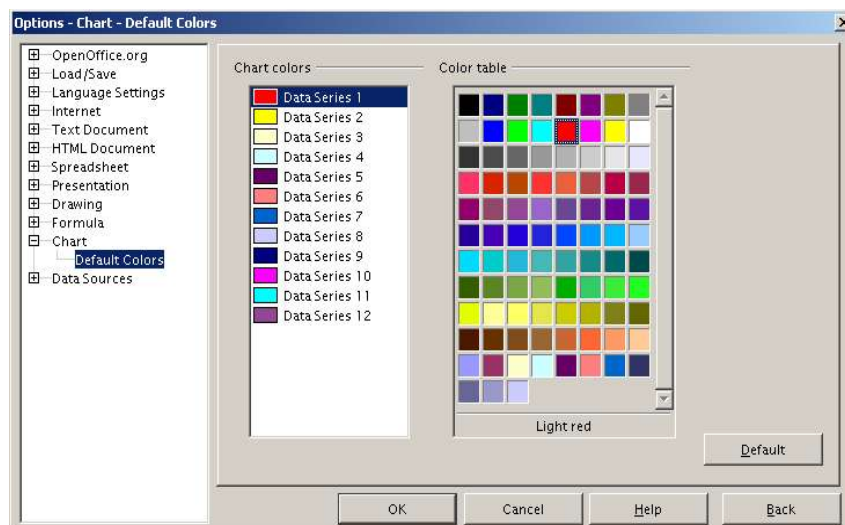 Options - Chart - Default Colors
OpenOffice.org
Load/Save
Language Settings
Internet
Text Document
HTML Document
Spreadsheet
Presentation
Drawing
Formula
Chart
Default Colors
Data Sources
Chart colors
Data Series 1
Data Series 2
Data Series 3
Data Series 4
Data Series 5
Data Series 6
Data Series 7
Data Series 8
Data Series 9
Data Series 10
Data Series 11
Data Series 12
Color table
Light red
Default
OK
Cancel
Help
Back